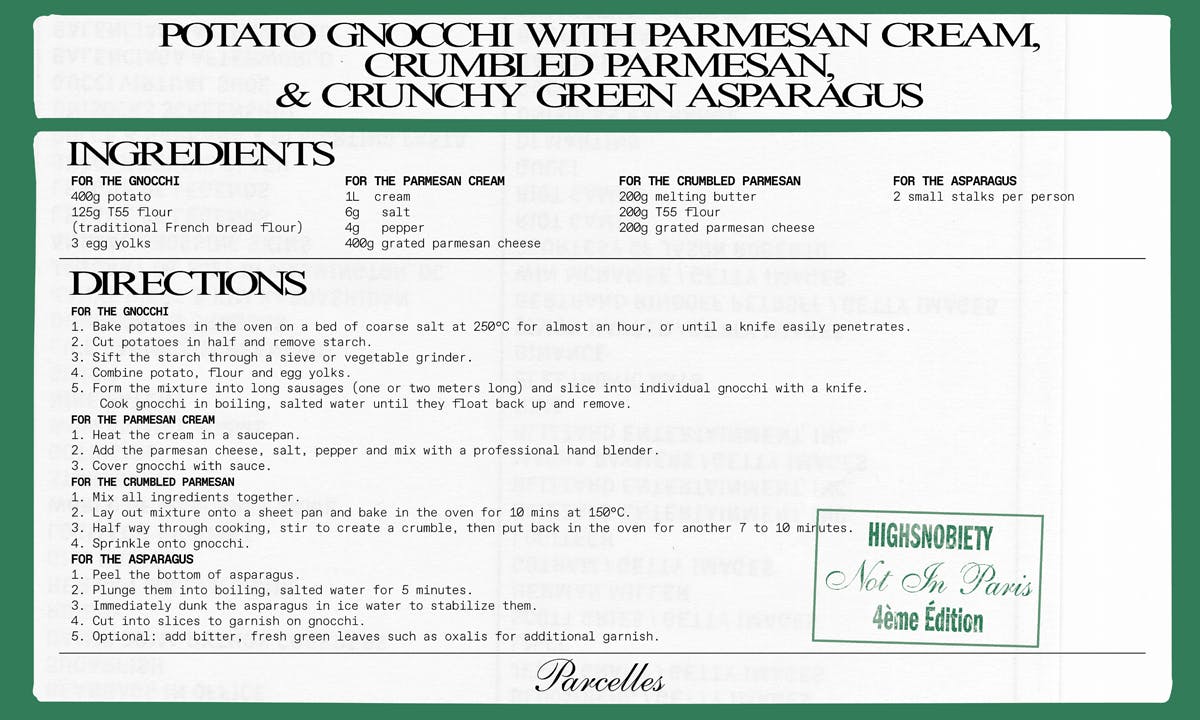 POTATO GNOCCHI WITH PARMESAN CREAM,
CRUMBLED PARMESAN,
& CRUNCHY GREEN ASPARAGUS
INGREDIENTS
FOR THE GNOCCHI
400g potato
125g T55 flour
(traditional French bread flour)
3 egg yolks
FOR THE PARMESAN CREAM
1L cream
6g salt
4g pepper
400g grated parmesan cheese
FOR THE CRUMBLED PARMESAN
200g melting butter
200g T55 flour
200g grated parmesan cheese
FOR THE ASPARAGUS
2 small stalks per person
DIRECTIONS
FOR THE GNOCCHI
1. Bake potatoes in the oven on a bed of coarse salt at 250ºC for almost an hour, or until a knife easily penetrates.
2. Cut potatoes in half and remove starch.
3. Sift the starch through a sieve or vegetable grinder.
4. Combine potato, flour and egg yolks.
5. Form the mixture into long sausages (one or two meters long) and slice into individual gnocchi with a knife.
Cook gnocchi in boiling, salted water until they float back up and remove.
FOR THE PARMESAN CREAM
1. Heat the cream in a saucepan.
2. Add the parmesan cheese, salt, pepper and mix with a professional hand blender.
3. Cover gnocchi with sauce.
FOR THE CRUMBLED PARMESAN
1. Mix all ingredients together.
2. Lay out mixture onto a sheet pan and bake in the oven for 10 mins at 150ºC.
3. Half way through cooking, stir to create a crumble, then put back in the oven for another 7 to 10 minutes.
4. Sprinkle onto gnocchi.
FOR THE ASPARAGUS
1. Peel the bottom of asparagus.
2. Plunge them into boiling, salted water for 5 minutes.
3. Immediately dunk the asparagus in ice water to stabilize them.
4. Cut into slices to garnish on gnocchi.
5. Optional: add bitter, fresh green leaves such as oxalis for additional garnish.
HIGHSNOBIETY
Not In Paris
4ème Édition
Parcelles